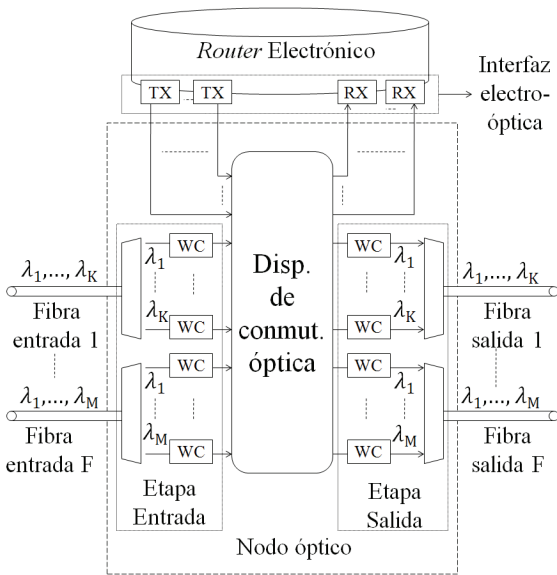 Router Electrónico
TX
TX
RX
RX
Interfaz
electro-
óptica
WC
WC
WC
WC
WC
WC
WC
WC
λ1
λK
λ1
λM
λ1
λK
λ1
λM
Disp.
de
conmut.
óptica
λ1,..., λK
Fibra
entrada 1
λ1,..., λM
Fibra
entrada F
λ1,..., λK
Fibra
salida 1
λ1,..., λM
Fibra
salida F
Etapa
Entrada
Etapa
Salida
Nodo óptico